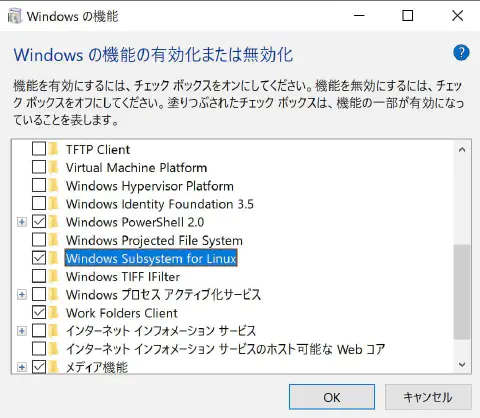 Windows の機能
Windows の機能の有効化または無効化
?
機能を有効にするには、チェック ボックスをオンにしてください。機能を無効にするには、チェッ
ク ボックスをオフにしてください。塗りつぶされたチェック ボックスは、機能の一部が有効になっ
ていることを表します。
TFTP Client
Virtual Machine Platform
Windows Hypervisor Platform
Windows Identity Foundation 3.5
Windows PowerShell 2.0
Windows Projected File System
Windows Subsystem for Linux
Windows TIFF IFilter
Windows プロセス アクティブ化サービス
Work Folders Client
インターネット インフォメーション サービス
インターネット インフォメーション サービスのホスト可能な Web コア
メディア機能
OK
キャンセル